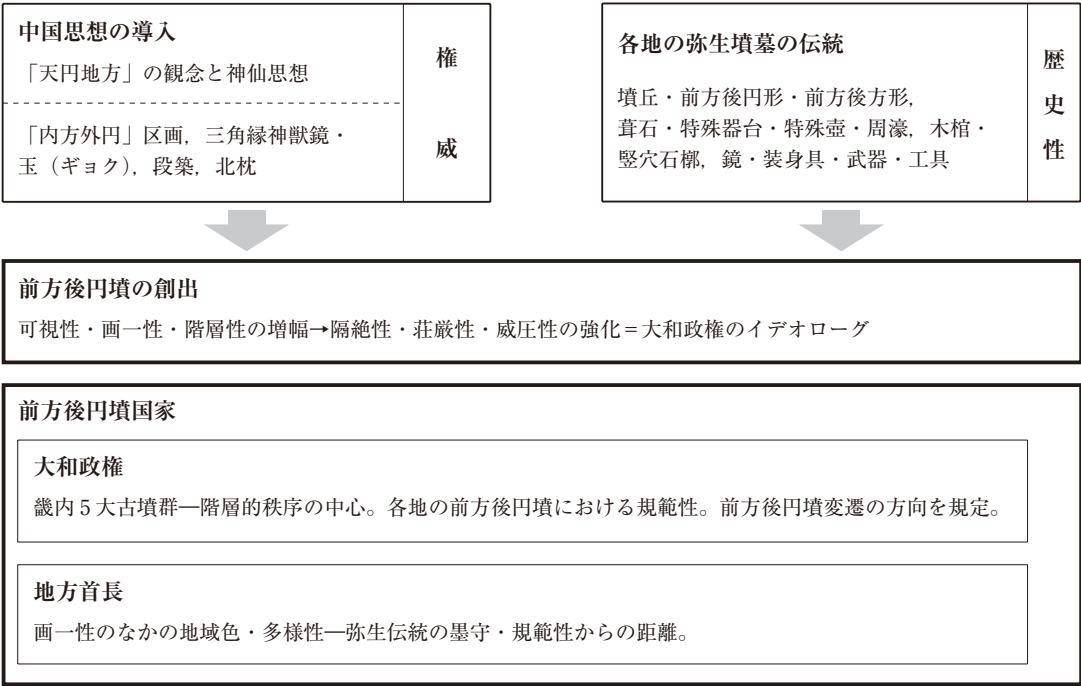 中国思想の導入
「天円地方」の観念と神仙思想
「内方外円」区画，三角縁神獣鏡・
玉（ギョク），段築，北枕
権威
各地の弥生墳墓の伝統
墳丘・前方後円形・前方後方形，
葺石・特殊器台・特殊壺・周濠，木棺・
竪穴石槨，鏡・装身具・武器・工具
歴史性
前方後円墳の創出
可視性・画一性・階層性の増幅→隔絶性・荘厳性・威圧性の強化＝大和政権のイデオローグ
前方後円墳国家
大和政権
畿内５大古墳群―階層的秩序の中心。各地の前方後円墳における規範性。前方後円墳変遷の方向を規定。
地方首長
画一性のなかの地域色・多様性―弥生伝統の墨守・規範性からの距離。